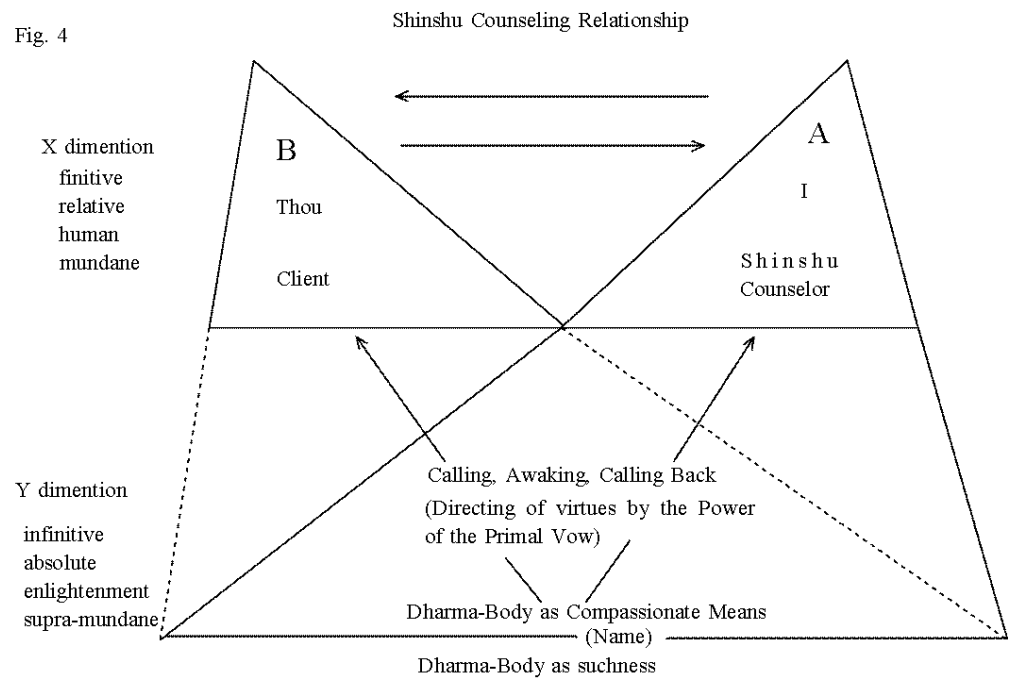 Shinshu Counseling Relationship
Fig. 4
X dimention
finitive
relative
human
mundane
B
Thou
Client
A
I
Shinshu
Counselor
Y dimention
infinitive
absolute
enlightenment
supra-mundane
Calling, Awaking, Calling Back
(Directing of virtues by the Power
of the Primal Vow)
Dharma-Body as Compassionate Means
(Name)
Dharma-Body as suchness